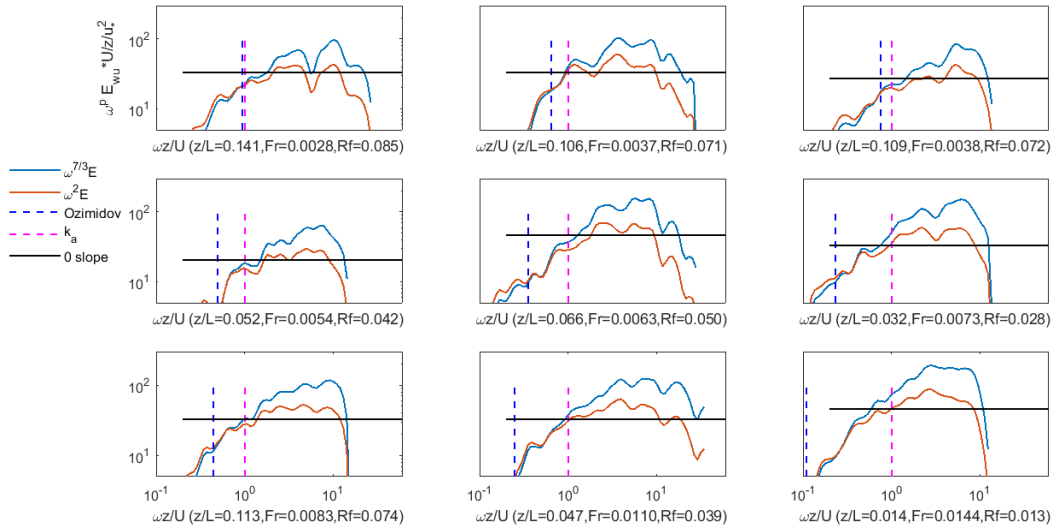 ω^p E_wu *U/z/u_*^2
10^2
10^1
ωz/U (z/L=0.141,Fr=0.0028,Rf=0.085)
ωz/U (z/L=0.106,Fr=0.0037,Rf=0.071)
ωz/U (z/L=0.109,Fr=0.0038,Rf=0.072)
ω^7/3E
ω^2E
Ozimidov
k_a
0 slope
10^2
10^1
ωz/U (z/L=0.052,Fr=0.0054,Rf=0.042)
ωz/U (z/L=0.066,Fr=0.0063,Rf=0.050)
ωz/U (z/L=0.032,Fr=0.0073,Rf=0.028)
10^2
10^1
10^-1 10^0 10^1 10^-1 10^0 10^1 10^-1 10^0 10^1
ωz/U (z/L=0.113,Fr=0.0083,Rf=0.074)
ωz/U (z/L=0.047,Fr=0.0110,Rf=0.039)
ωz/U (z/L=0.014,Fr=0.0144,Rf=0.013)